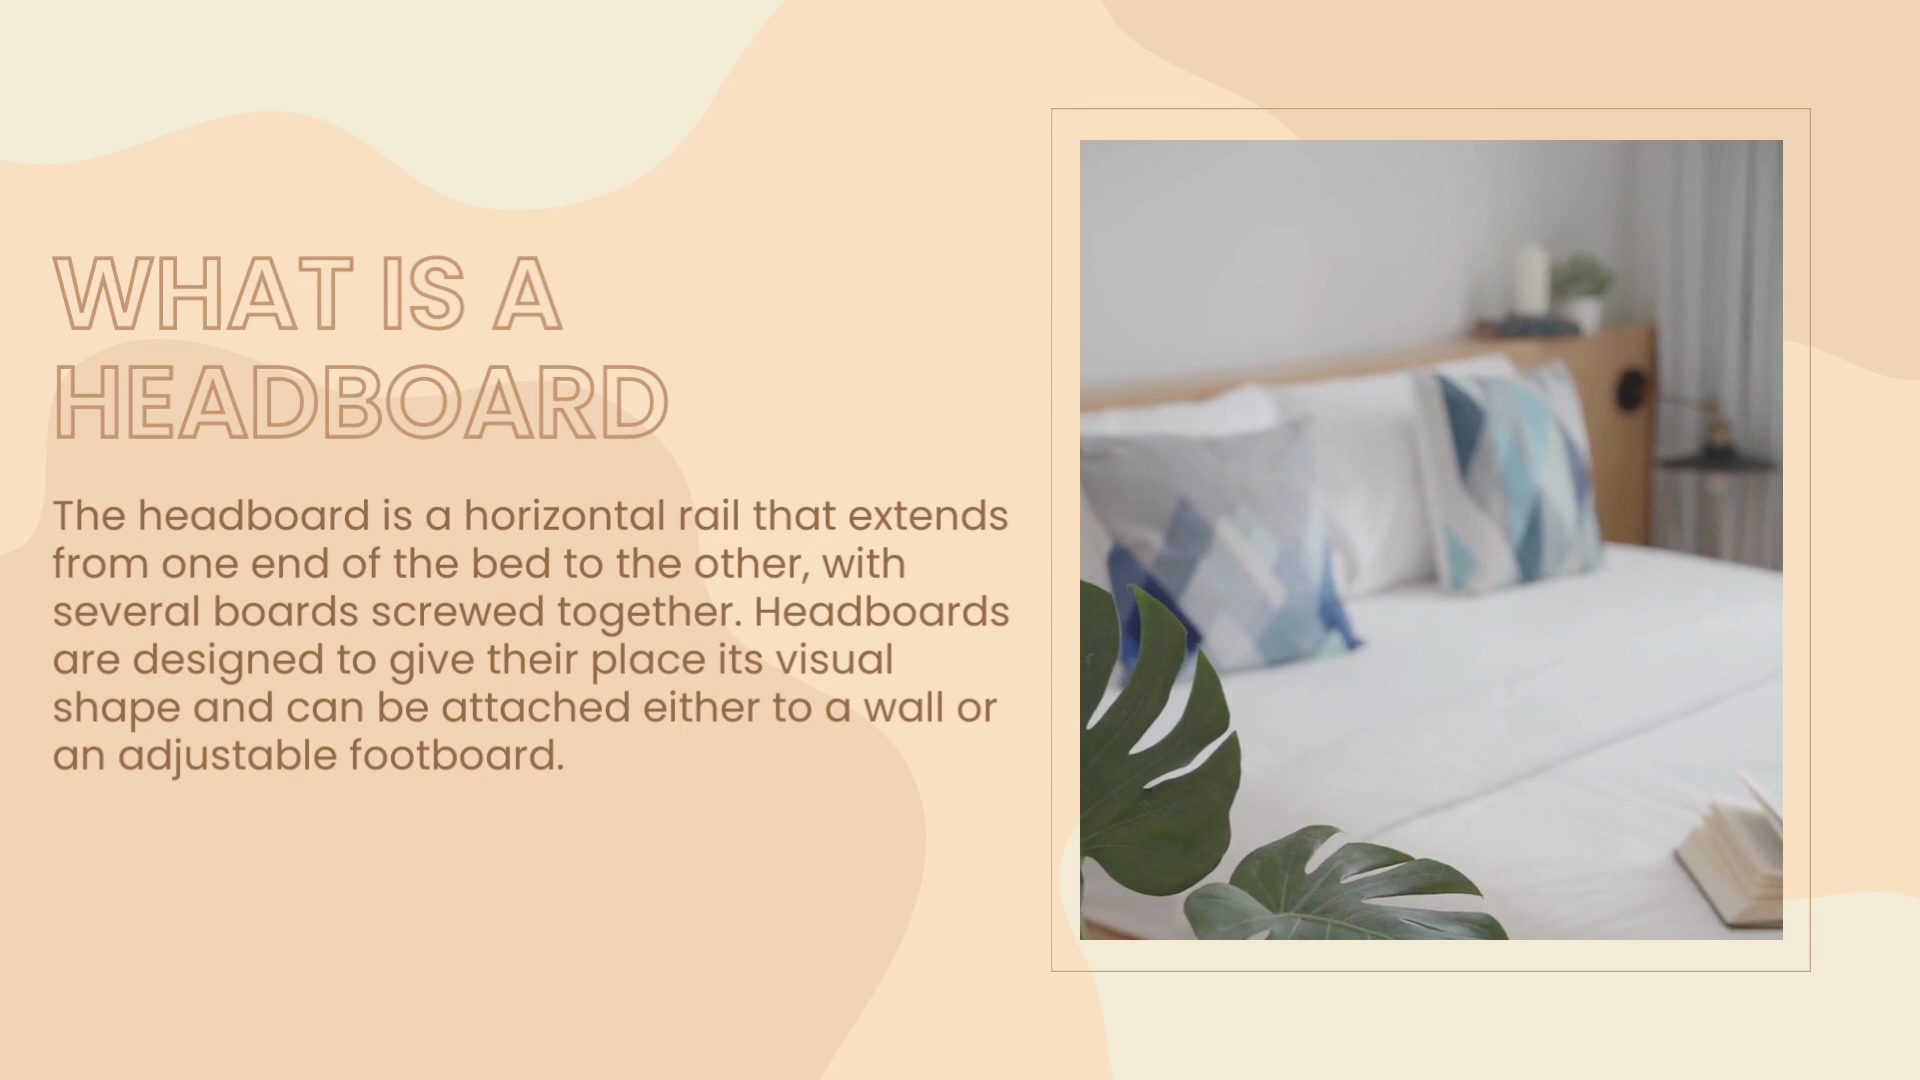 WHAT IS A
HEADBOARD
The headboard is a horizontal rail that extends
from one end of the bed to the other, with
several boards screwed together. Headboards
are designed to give their place its visual
shape and can be attached either to a wall or
an adjustable footboard.